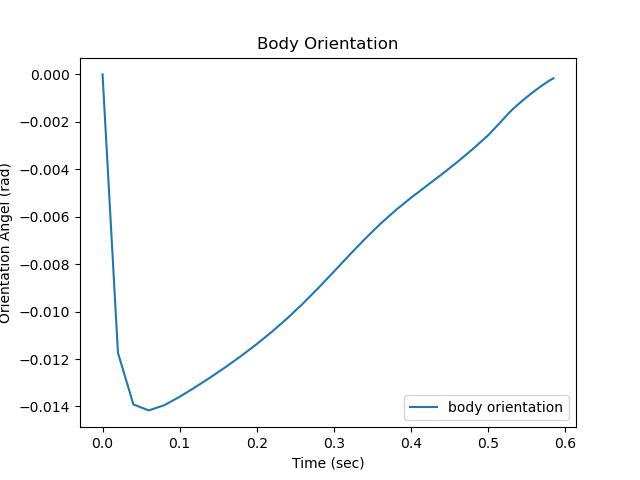 Body Orientation
Orientation Angel (rad)
0.000
−0.002
−0.004
−0.006
−0.008
−0.010
−0.012
−0.014
body orientation
0.0 0.1 0.2 0.3 0.4 0.5 0.6
Time (sec)